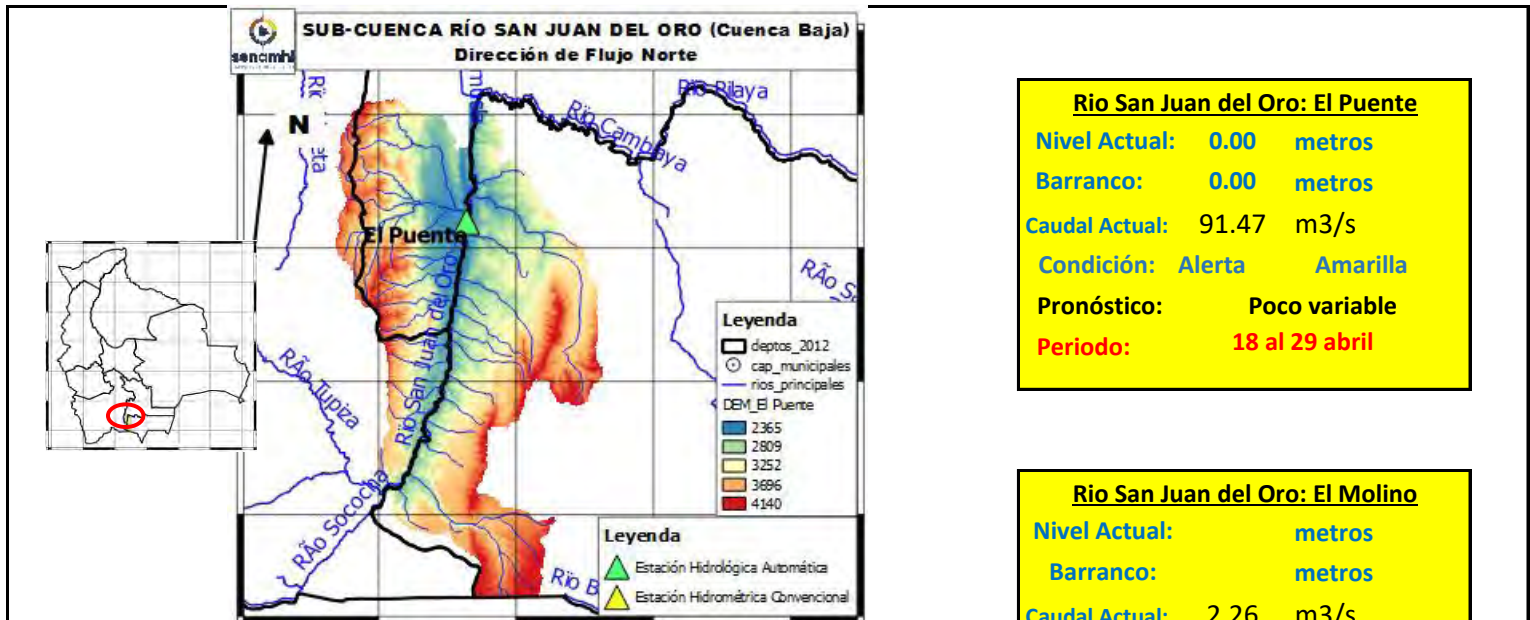 senamhi
SUB-CUENCA RÍO SAN JUAN DEL ORO (Cuenca Baja)
Dirección de Flujo Norte
Río Pilaya
Río Cambaya
N
El Puente
RÃo S
RÃo Tupiza
Río San Juan del Oro
RÃo Sococha
Río B
Leyenda
deptos_2012
cap_municipales
rios_principales
DEM_El Puente
2365
2809
3252
3696
4140
Leyenda
Estación Hidrológica Automática
Estación Hidrométrica Convencional
Rio San Juan del Oro: El Puente
Nivel Actual: 0.00 metros
Barranco: 0.00 metros
Caudal Actual: 91.47 m3/s
Condición: Alerta Amarilla
Pronóstico: Poco variable
Periodo: 18 al 29 abril
Rio San Juan del Oro: El Molino
Nivel Actual: metros
Barranco: metros
Caudal Actual: 2.26 m3/s